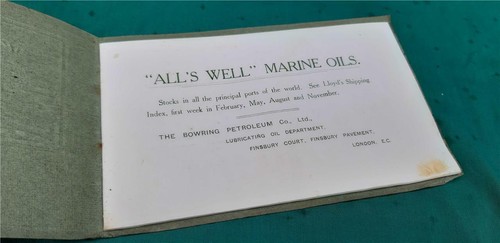 "ALL'S WELL" MARINE OILS.
Stocks in all the principal ports of the world. See Lloyd's Shipping
Index, first week in February, May, August and November.
THE BOWRING PETROLEUM Co., Ltd.,
LUBRICATING OIL DEPARTMENT,
FINSBURY COURT, FINSBURY PAVEMENT,
LONDON, E.C.